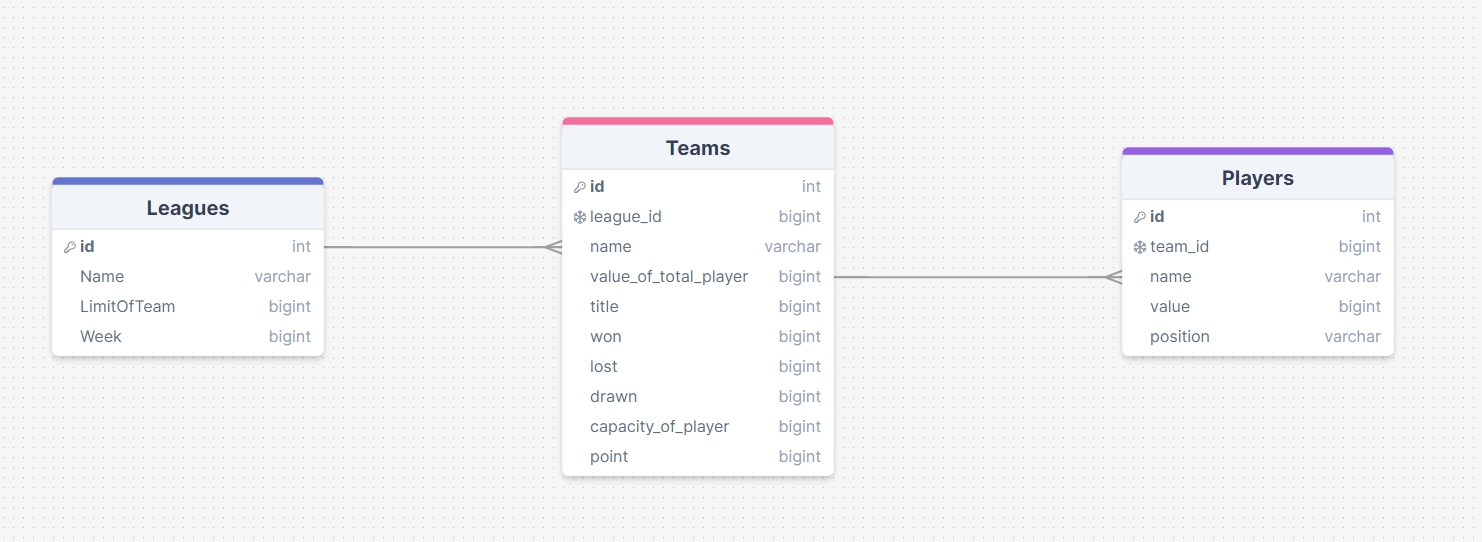 Leagues
id int
Name varchar
LimitOfTeam bigint
Week bigint
Teams
id int
league_id bigint
name varchar
value_of_total_player bigint
title bigint
won bigint
lost bigint
drawn bigint
capacity_of_player bigint
point bigint
Players
id int
team_id bigint
name varchar
value bigint
position varchar